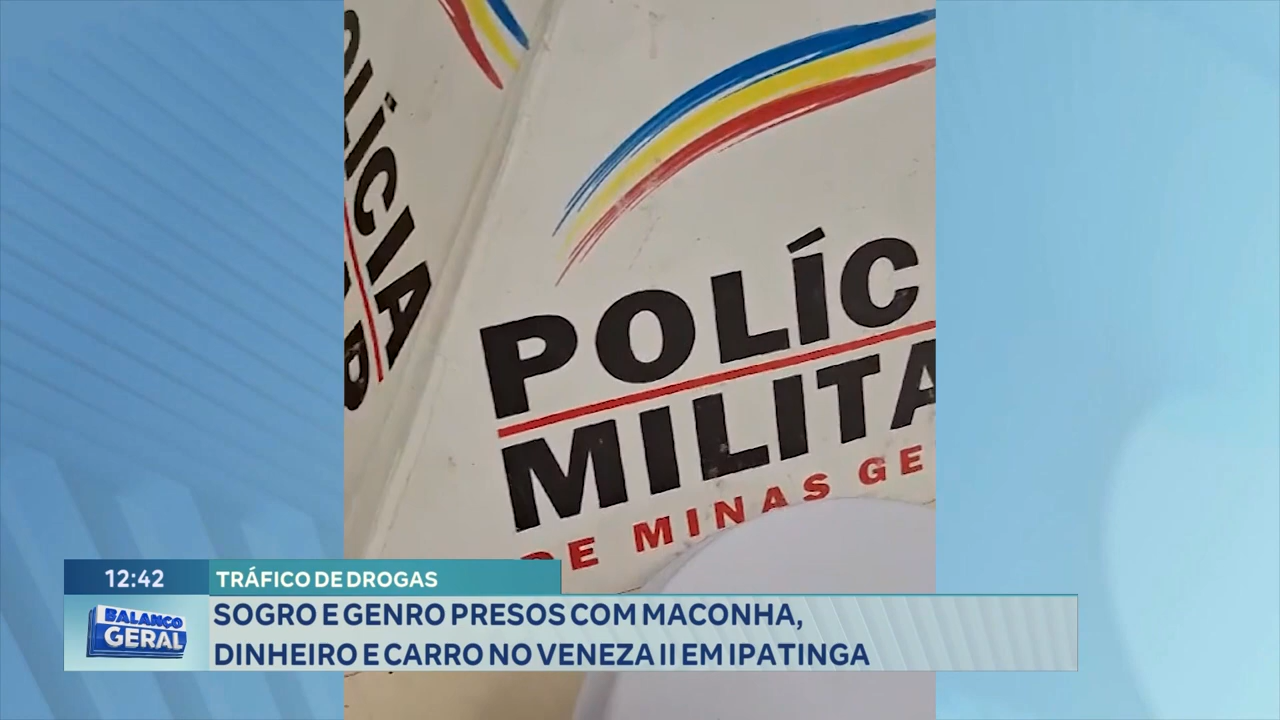 OLÍCIA
POLÍC
MILITA
DE MINAS GE
12:42
TRÁFICO DE DROGAS
BALANÇO
GERAL
SOGRO E GENRO PRESOS COM MACONHA,
DINHEIRO E CARRO NO VENEZA II EM IPATINGA